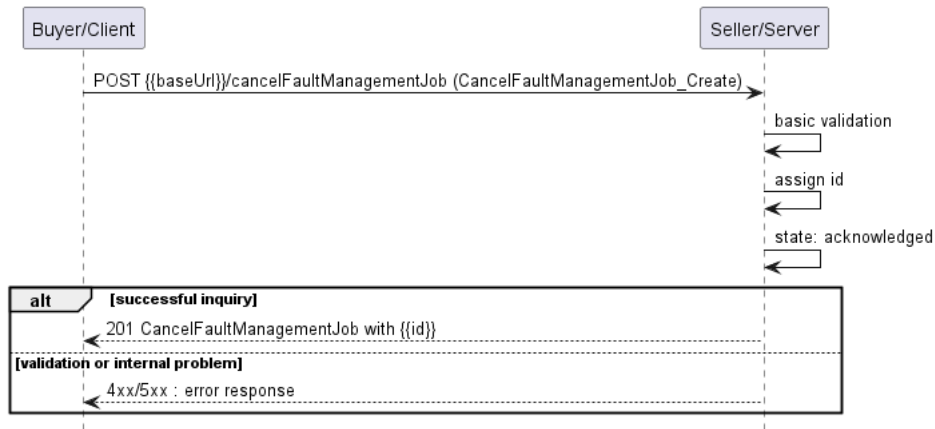 Buyer/Client
Seller/Server
POST {{baseUrl}}/cancelFaultManagementJob (CancelFaultManagementJob_Create)
basic validation
assign id
state: acknowledged
alt [successful inquiry]
201 CancelFaultManagementJob with {{id}}
[validation or internal problem]
4xx/5xx : error response